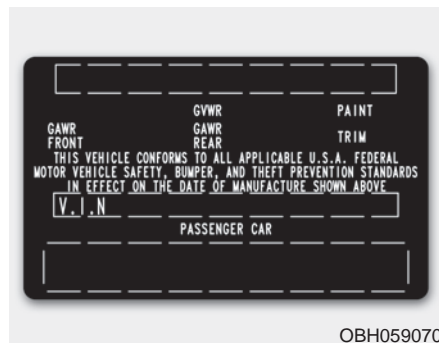 GVWR PAINT
GAWR GAWR
FRONT REAR TRIM
THIS VEHICLE CONFORMS TO ALL APPLICABLE U.S.A. FEDERAL
MOTOR VEHICLE SAFETY, BUMPER, AND THEFT PREVENTION STANDARDS
IN EFFECT ON THE DATE OF MANUFACTURE SHOWN ABOVE
V.I.N
PASSENGER CAR
OBH059070